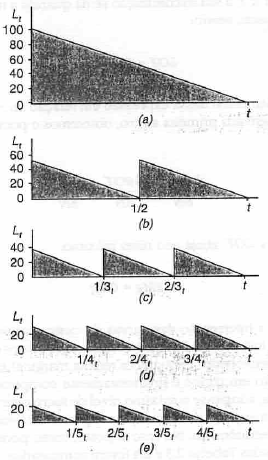 L_t
100
80
60
40
20
0
t
(a)
L_t
60
40
20
0
1/2
t
(b)
L_t
40
20
0
1/3_t
2/3_t
t
(c)
L_t
20
0
1/4_t
2/4_t
3/4_t
t
(d)
L_t
20
0
1/5_t
2/5_t
3/5_t
4/5_t
t
(e)